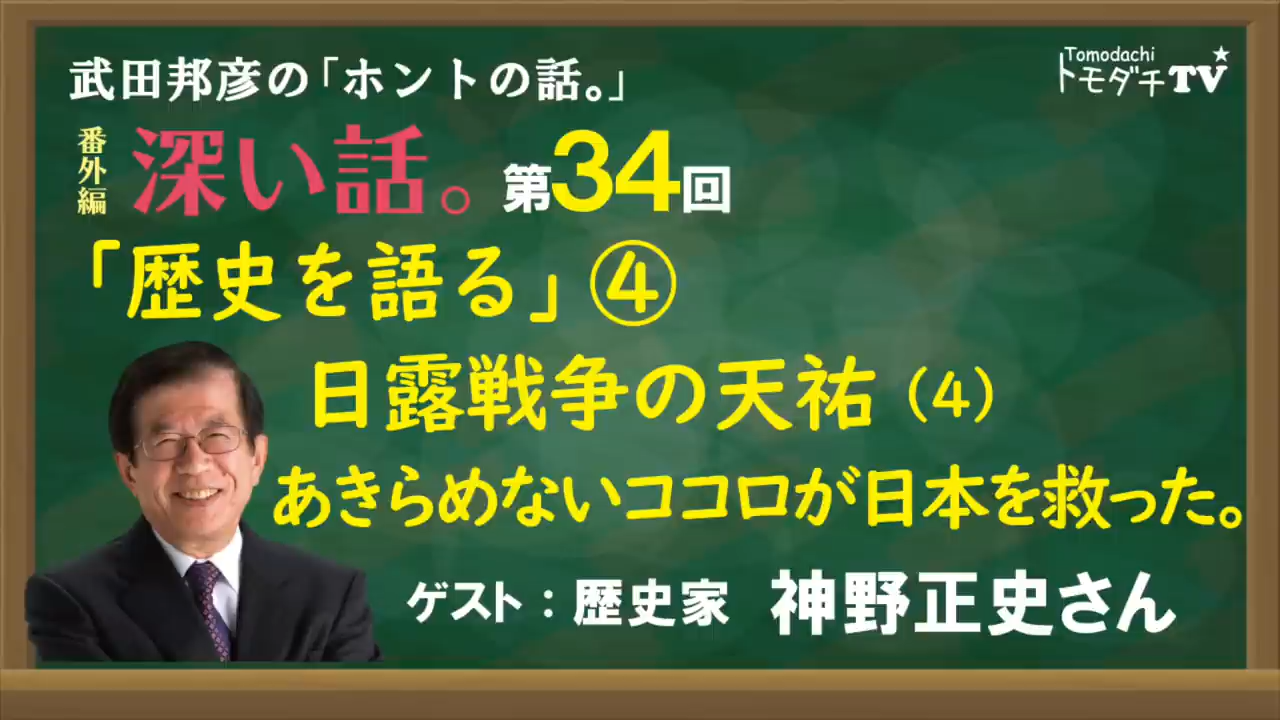 武田邦彦の「ホントの話。」
Tomodachi
トモダチTV
番外編
深い話。第34回
「歴史を語る」④
日露戦争の天祐（4）
あきらめないココロが日本を救った。
ゲスト：歴史家 神野正史さん